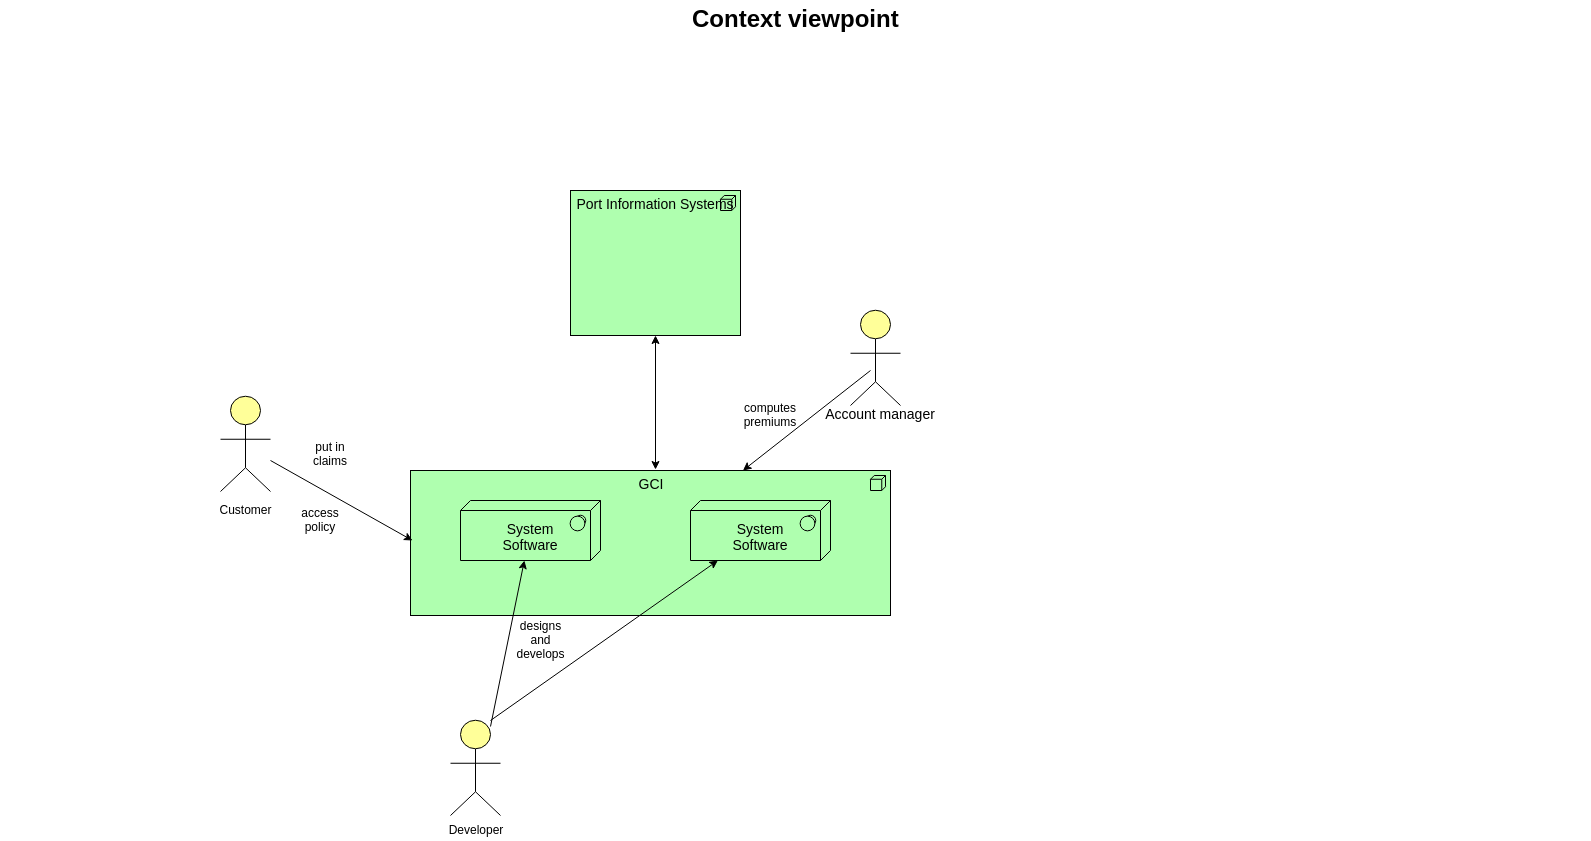 Context viewpoint
Port Information Systems
computes
premiums
Account manager
put in
claims
Customer
access
policy
GCI
System
Software
System
Software
designs
and
develops
Developer